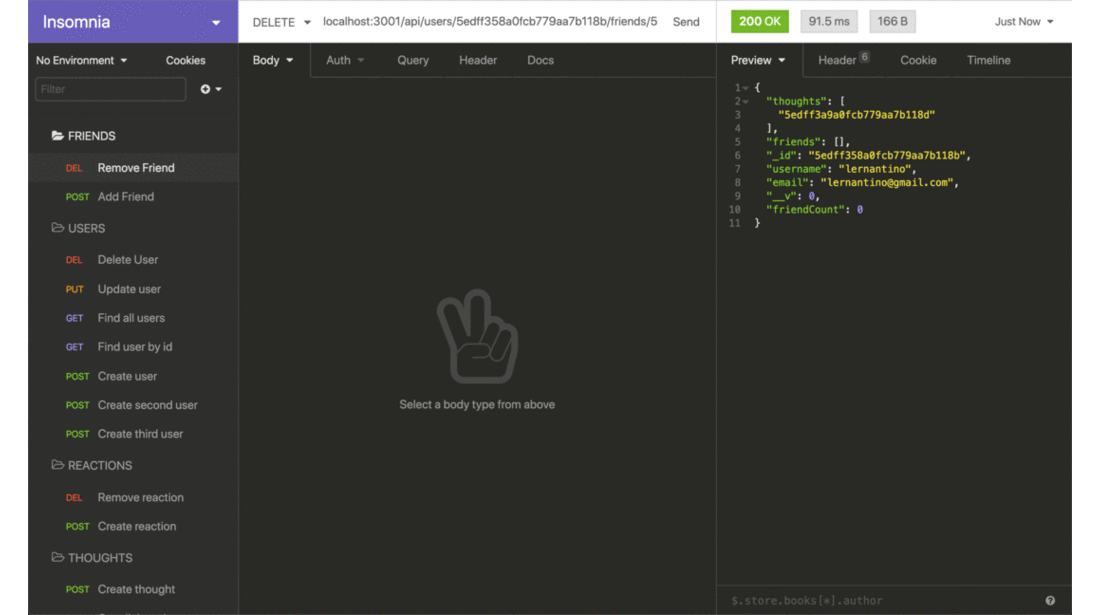 Insomnia
DELETE localhost:3001/api/users/5edff358a0fcb779aa7b118b/friends/5 Send
200 OK 91.5 ms 166 B Just Now
No Environment Cookies
Body Auth Query Header Docs
Preview Header 6 Cookie Timeline
Filter
FRIENDS
DEL Remove Friend
POST Add Friend
USERS
DEL Delete User
PUT Update user
GET Find all users
GET Find user by id
POST Create user
POST Create second user
POST Create third user
REACTIONS
DEL Remove reaction
POST Create reaction
THOUGHTS
POST Create thought
Select a body type from above
1 {
2 "thoughts": [
3 "5edff3a9a0fcb779aa7b118d"
4 ],
5 "friends": [],
6 "_id": "5edff358a0fcb779aa7b118b",
7 "username": "lernantino",
8 "email": "lernantino@gmail.com",
9 "__v": 0,
10 "friendCount": 0
11 }
$.store.books[*].author